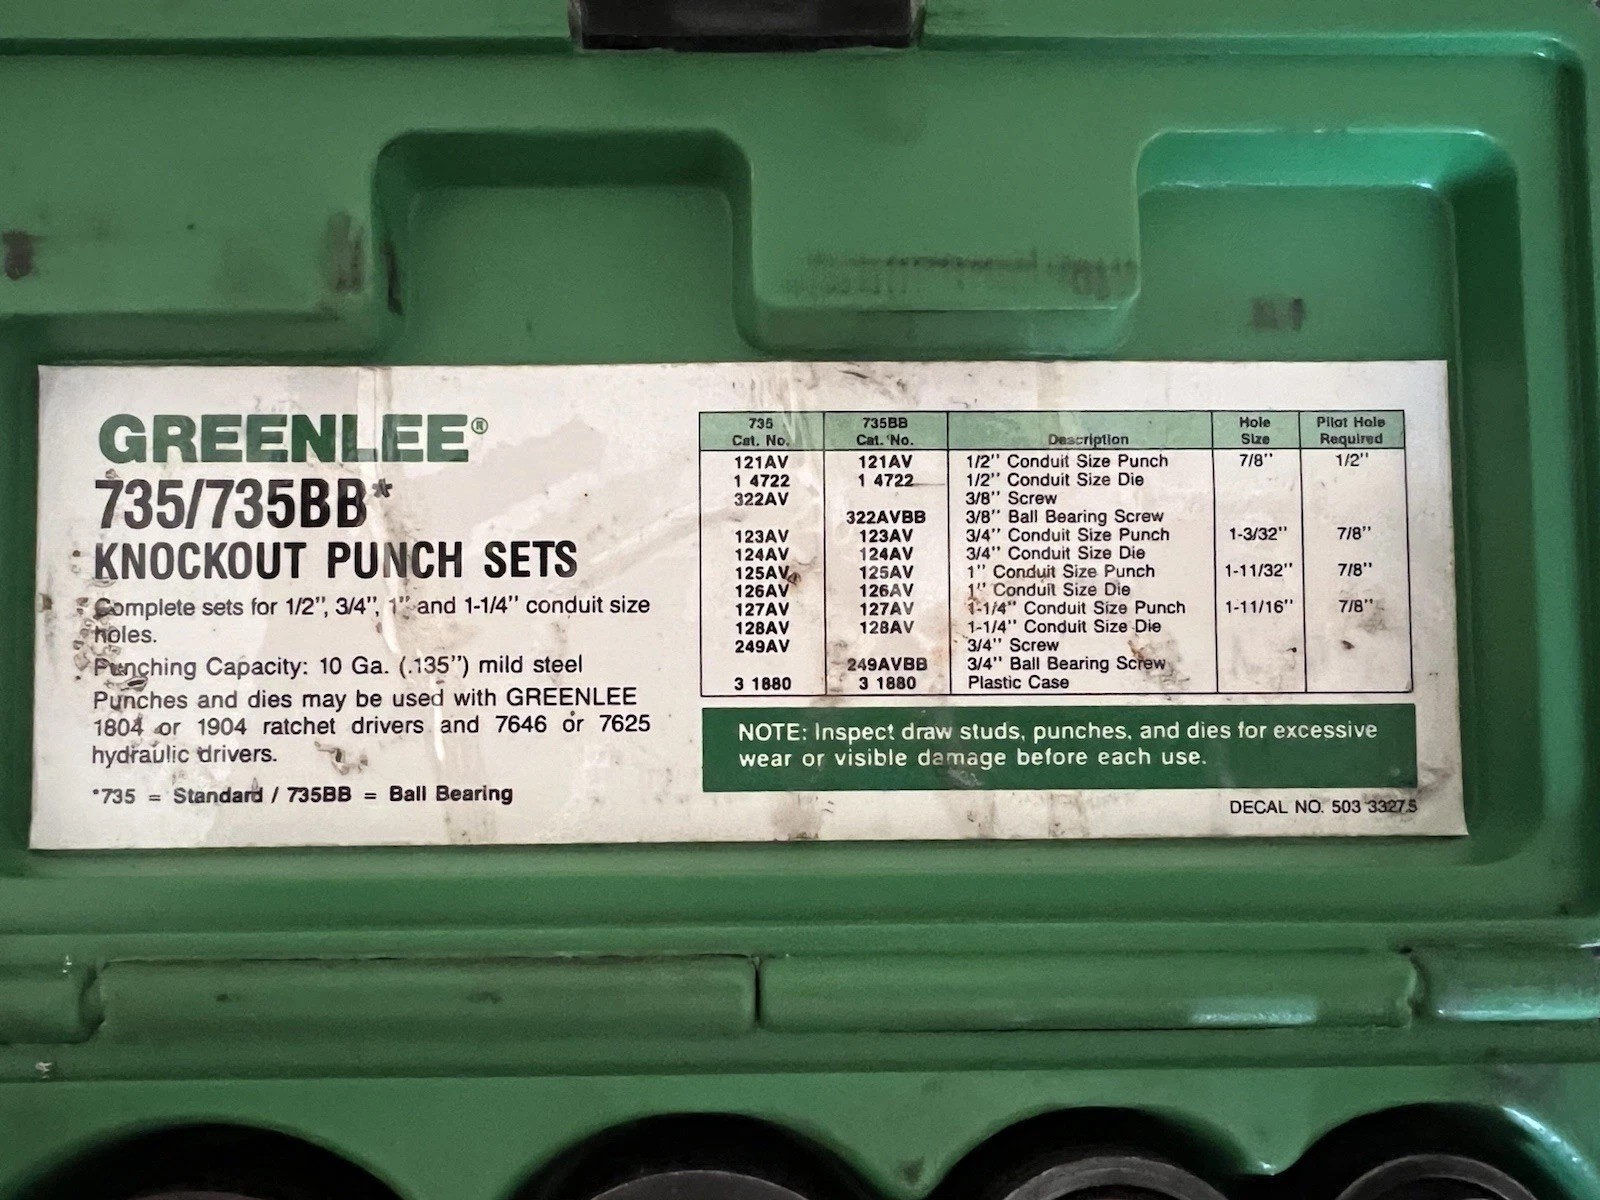 GREENLEE®
735/735BB*
KNOCKOUT PUNCH SETS
Complete sets for 1/2", 3/4", 1" and 1-1/4" conduit size
holes.
Punching Capacity: 10 Ga. (.135") mild steel
Punches and dies may be used with GREENLEE
1804 or 1904 ratchet drivers and 7646 or 7625
hydraulic drivers.
*735 = Standard / 735BB = Ball Bearing
735 Cat. No. 735BB Cat. No. Description Hole Size Pilot Hole Required
121AV 121AV 1/2" Conduit Size Punch 7/8" 1/2"
1 4722 1 4722 1/2" Conduit Size Die
322AV 3/8" Screw
322AVBB 3/8" Ball Bearing Screw
123AV 123AV 3/4" Conduit Size Punch 1-3/32" 7/8"
124AV 124AV 3/4" Conduit Size Die
125AV 125AV 1" Conduit Size Punch 1-11/32" 7/8"
126AV 126AV 1" Conduit Size Die
127AV 127AV 1-1/4" Conduit Size Punch 1-11/16" 7/8"
128AV 128AV 1-1/4" Conduit Size Die
249AV 3/4" Screw
249AVBB 3/4" Ball Bearing Screw
3 1880 3 1880 Plastic Case
NOTE: Inspect draw studs, punches, and dies for excessive
wear or visible damage before each use.
DECAL NO. 503 33275